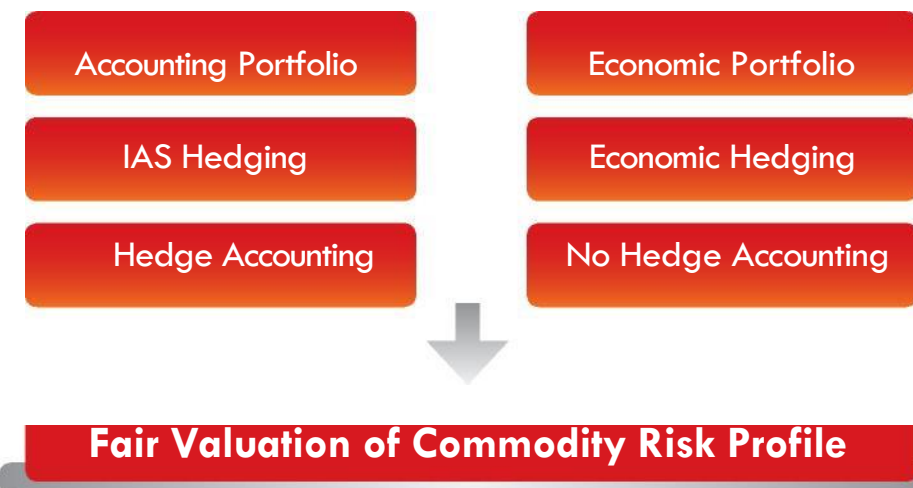 Accounting Portfolio
Economic Portfolio
IAS Hedging
Economic Hedging
Hedge Accounting
No Hedge Accounting
Fair Valuation of Commodity Risk Profile